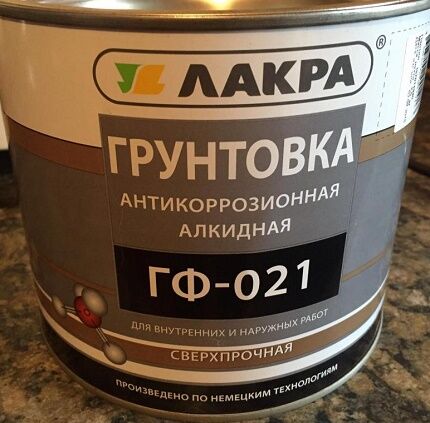 ЛАКРА ®
ГРУНТОВКА
АНТИКОРРОЗИОННАЯ
АЛКИДНАЯ
ГФ-021
ДЛЯ ВНУТРЕННИХ И НАРУЖНЫХ РАБОТ
СВЕРХПРОЧНАЯ
ПРОИЗВЕДЕНО ПО НЕМЕЦКИМ ТЕХНОЛОГИЯМ